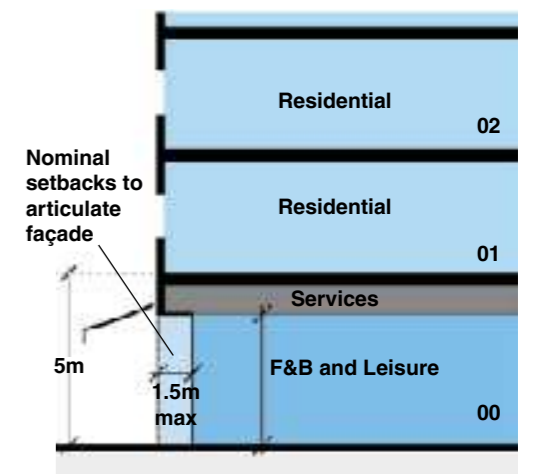 Residential
02
Nominal
setbacks to
articulate
façade
Residential
01
Services
5m
1.5m
max
F&B and Leisure
00